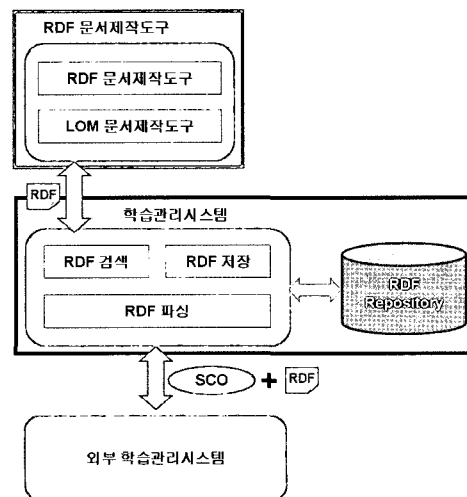 RDF 문서제작도구
RDF 문서제작도구
LOM 문서제작도구
RDF
학습관리시스템
RDF 검색
RDF 저장
RDF 파싱
RDF
Repository
SCO + RDF
외부 학습관리시스템